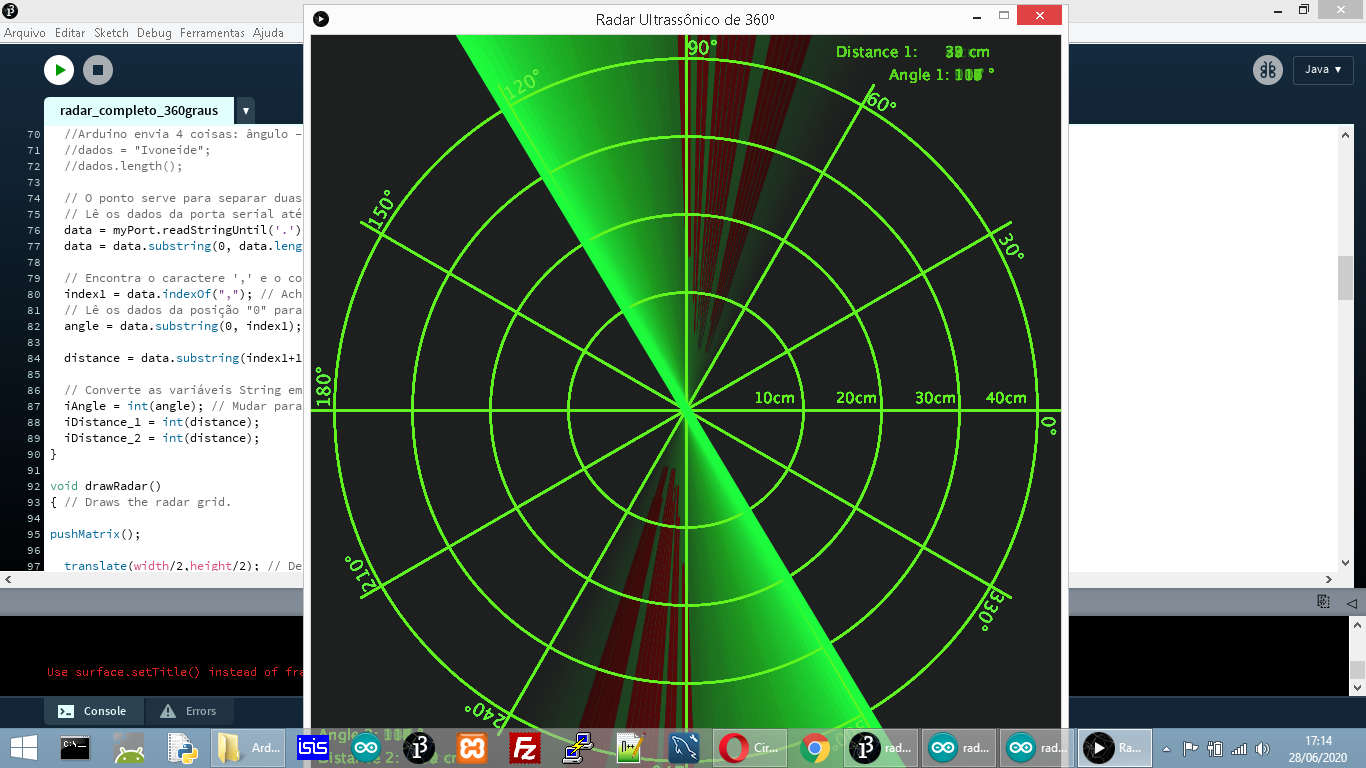 Radar Ultrassônico de 360º
Arquivo Editar Sketch Debug Ferramentas Ajuda
Java
radar_completo_360graus
70 //Arduino envia 4 coisas: ângulo -
71 //dados = "Ivoneide";
72 //dados.length();
73
74 // O ponto serve para separar duas
75 // Lê os dados da porta serial até
76 data = myPort.readStringUntil('.')
77 data = data.substring(0, data.leng
78
79 // Encontra o caractere ',' e o co
80 index1 = data.indexOf(","); // Ach
81 // Lê os dados da posição "0" para
82 angle = data.substring(0, index1);
83
84 distance = data.substring(index1+1
85
86 // Converte as variáveis String em
87 iAngle = int(angle); // Mudar para
88 iDistance_1 = int(distance);
89 iDistance_2 = int(distance);
90 }
91
92 void drawRadar()
93 { // Draws the radar grid.
94
95 pushMatrix();
96
97 translate(width/2,height/2); // De
Distance 1: cm
Angle 1: °
90°
120°
60°
150°
30°
180°
10cm 20cm 30cm 40cm
0°
210°
330°
240°
Distance 2:
Use surface.setTitle() instead of fra
Console Errors
C:\
isis
Ard...
Cir...
rad...
rad...
rad...
Ra...
17:14
28/06/2020